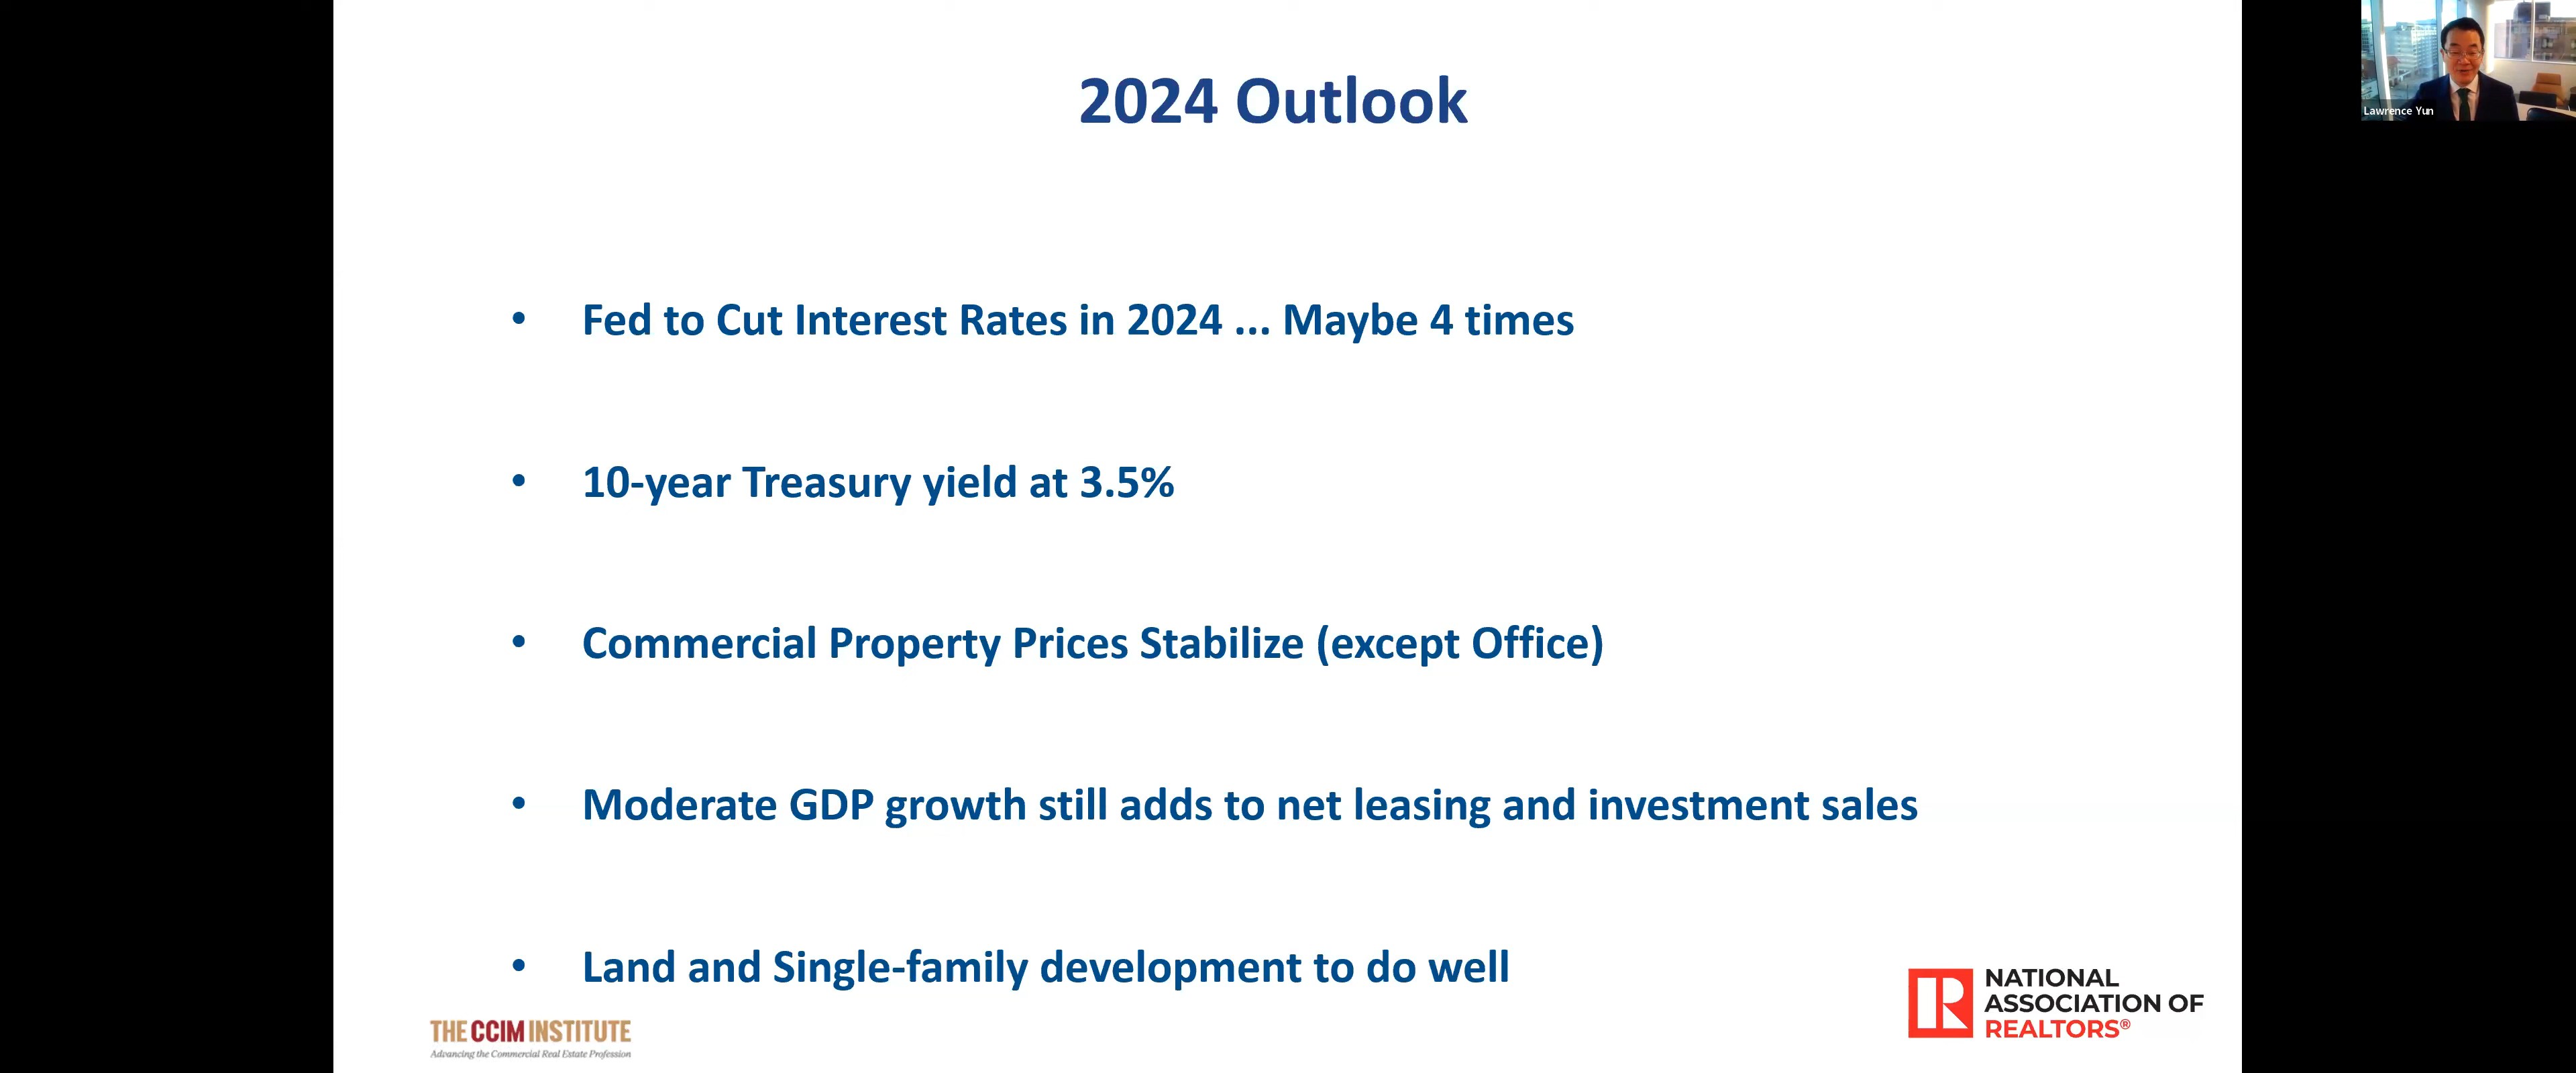 2024 Outlook
Lawrence Yun
• Fed to Cut Interest Rates in 2024 ... Maybe 4 times
• 10-year Treasury yield at 3.5%
• Commercial Property Prices Stabilize (except Office)
• Moderate GDP growth still adds to net leasing and investment sales
• Land and Single-family development to do well
THE CCIM INSTITUTE
Advancing the Commercial Real Estate Profession
R
NATIONAL
ASSOCIATION OF
REALTORS®